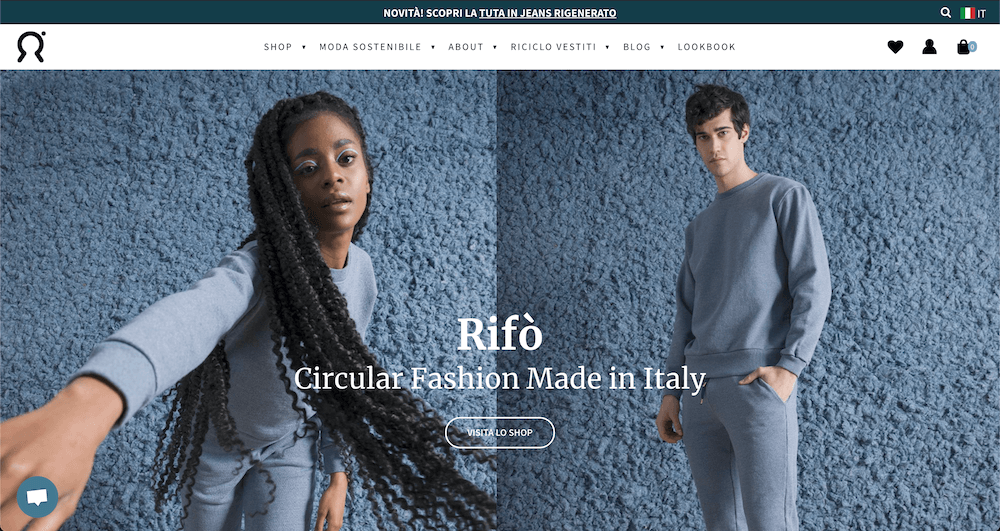 NOVITÀ! SCOPRI LA TUTA IN JEANS RIGENERATO
IT
SHOP MODA SOSTENIBILE ABOUT RICICLO VESTITI BLOG LOOKBOOK
0
Rifò
Circular Fashion Made in Italy
VISITA LO SHOP